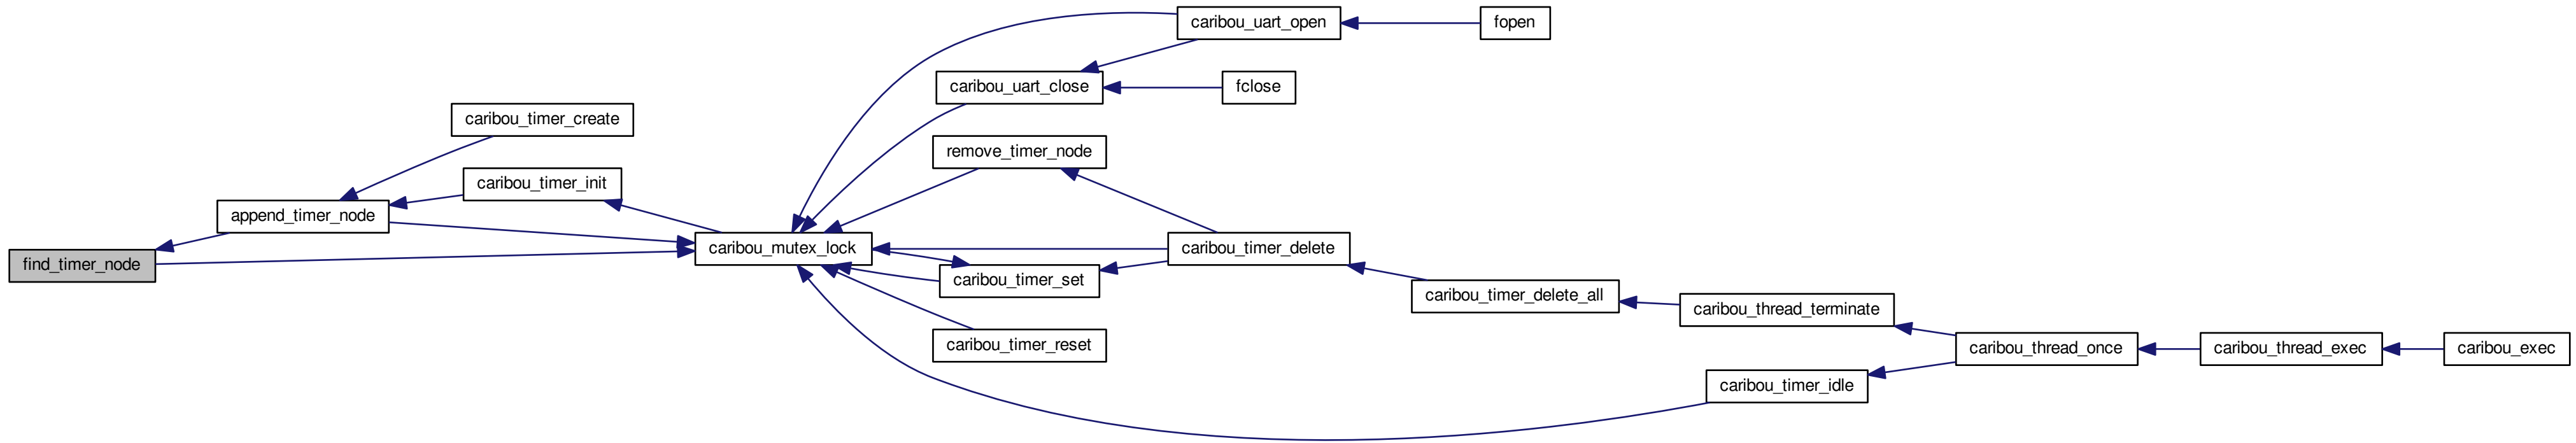 caribou_uart_open
fopen
caribou_uart_close
fclose
caribou_timer_create
remove_timer_node
caribou_timer_init
append_timer_node
caribou_mutex_lock
caribou_timer_delete
find_timer_node
caribou_timer_set
caribou_timer_delete_all
caribou_thread_terminate
caribou_timer_reset
caribou_thread_once
caribou_thread_exec
caribou_exec
caribou_timer_idle